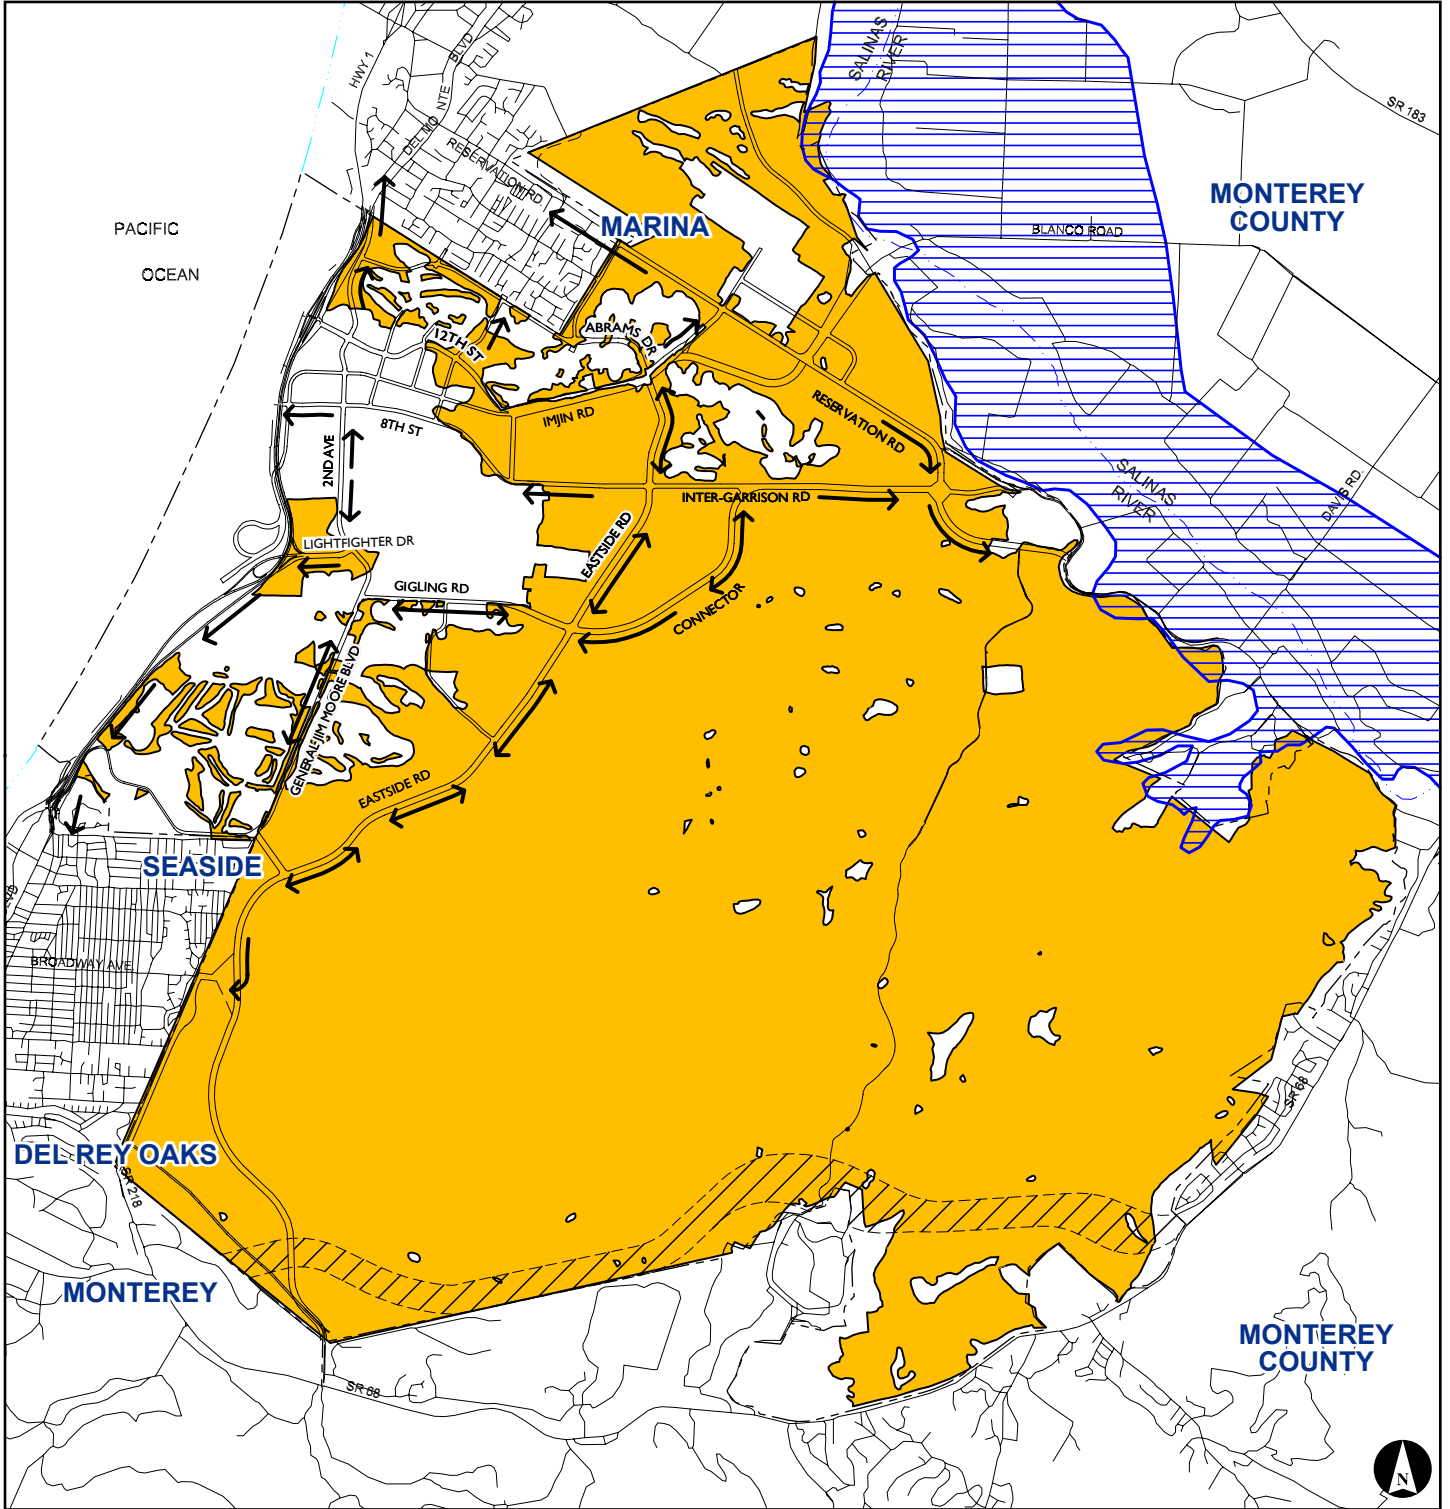 SALINAS
RIVER
HWY 1
DEL MO NTE BLVD
SR 183
RESERVATION RD.
MONTEREY
COUNTY
PACIFIC
OCEAN
MARINA
BLANCO ROAD
ABRAMS DR
12TH ST
IMJIN RD
RESERVATION RD
8TH ST
2ND AVE
SALINAS
RIVER
DAVIS RD.
INTER-GARRISON RD
EASTSIDE RD
LIGHTFIGHTER DR
GIGLING RD
CONNECTOR
GENERAL JIM MOORE BLVD
EASTSIDE RD
SEASIDE
BROADWAY AVE.
SR 68
DEL REY OAKS
SR 218
MONTEREY
MONTEREY
COUNTY
SR 68
N